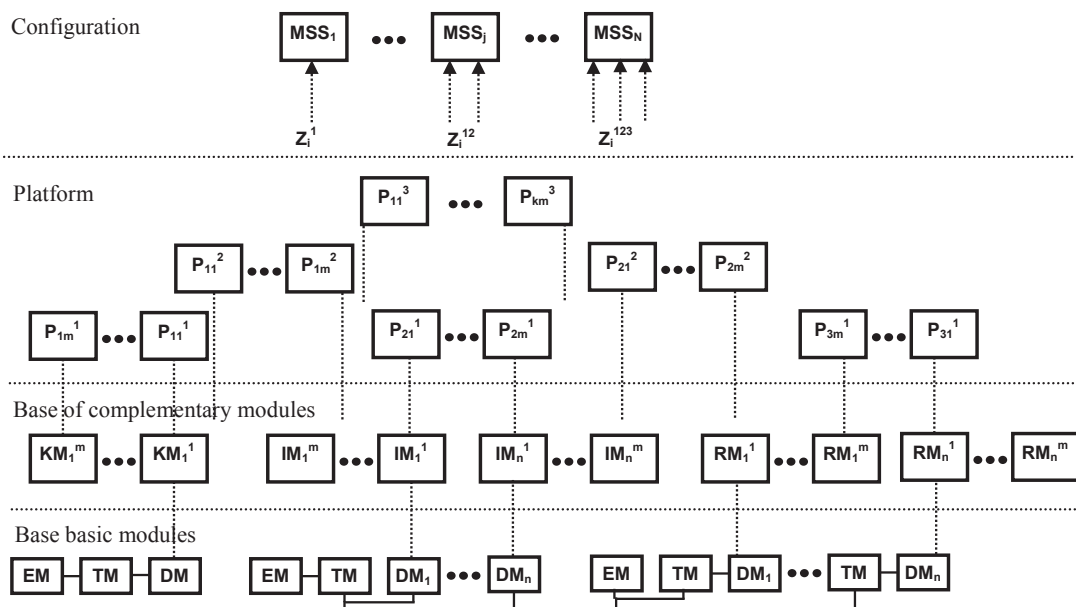 Configuration
MSS₁ ●●● MSSⱼ ●●● MSS_N
Zᵢ¹ Zᵢ¹² Zᵢ¹²³
Platform
P₁₁³ ●●● Pₖₘ³
P₁₁² ●●● P₁ₘ² P₂₁² ●●● P₂ₘ²
P₁ₘ¹ ●●● P₁₁¹ P₂₁¹ ●●● P₂ₘ¹ P₃ₘ¹ ●●● P₃₁¹
Base of complementary modules
KM₁ᵐ ●●● KM₁¹ IM₁ᵐ ●●● IM₁¹ IMₙ¹ ●●● IMₙᵐ RM₁¹ ●●● RM₁ᵐ RMₙ¹ ●●● RMₙᵐ
Base basic modules
EM TM DM EM TM DM₁ ●●● DMₙ EM TM DM₁ ●●● TM DMₙ